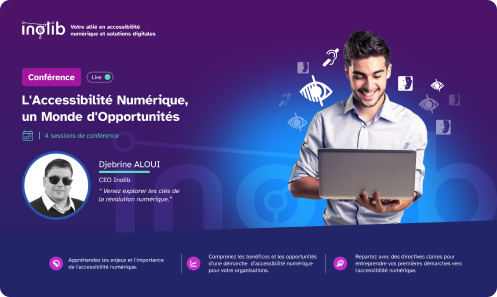 inolib
Votre allié en accessibilité
numérique et solutions digitales
Conférence
Live
L'Accessibilité Numérique,
un Monde d'Opportunités
4 sessions de conférence
Djebrine ALOUI
CEO Inolib
" Venez explorer les clés de
la révolution numérique."
Appréhendez les enjeux et l'importance
de l'accessibilité numérique.
Comprenez les bénéfices et les opportunités
d'une démarche d'accessibilité numérique
pour votre organisations.
Repartez avec des directives claires pour
entreprendre vos premières démarches vers
l'accessibilité numérique.